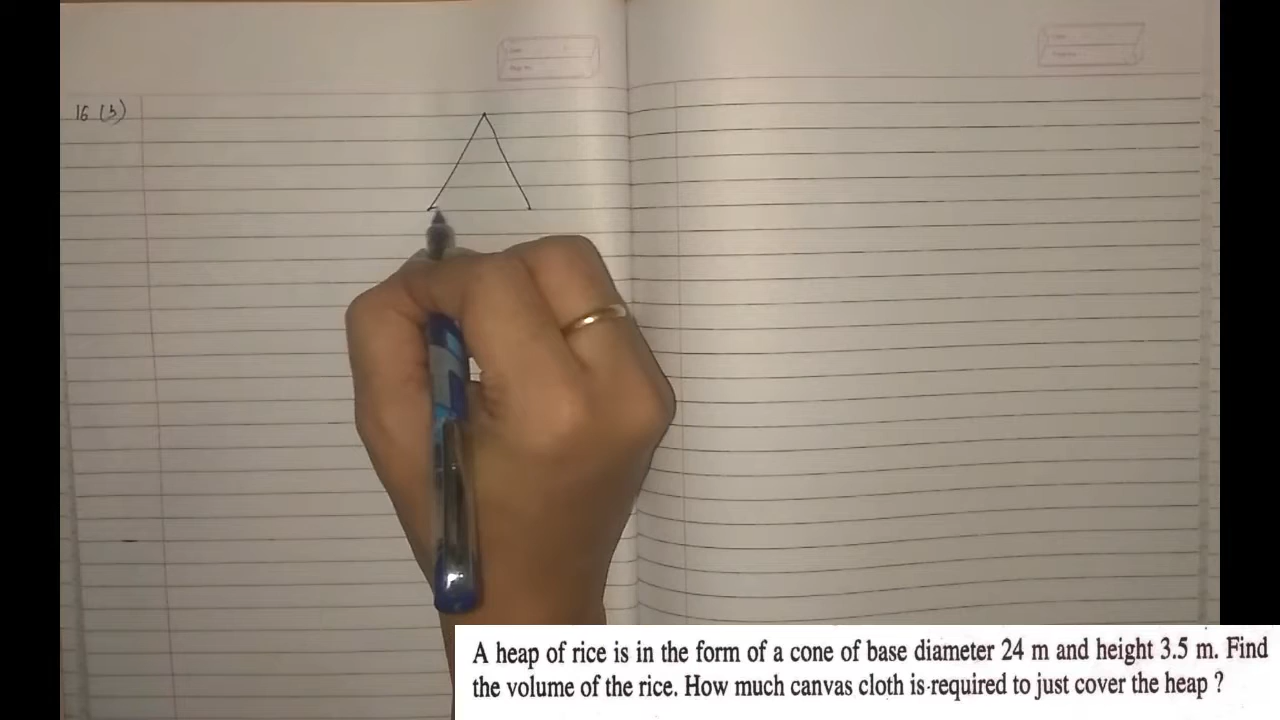 16 (b)
A heap of rice is in the form of a cone of base diameter 24 m and height 3.5 m. Find
the volume of the rice. How much canvas cloth is required to just cover the heap ?